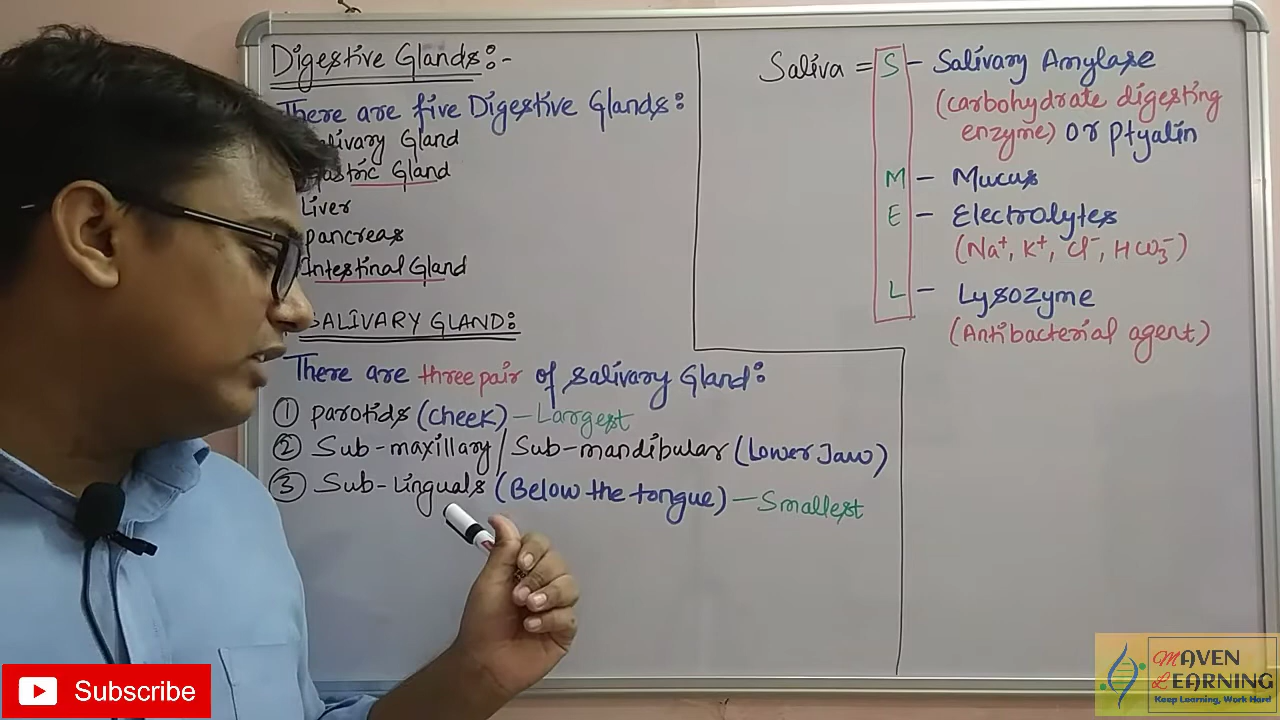 Digestive Glands:-
There are five Digestive Glands:
Salivary Gland
Gastric Gland
Liver
Pancreas
Intestinal Gland
SALIVARY GLAND:
There are three pair of Salivary Gland:
① Parotids (Cheek) - Largest
② Sub-maxillary / Sub-mandibular (Lower Jaw)
③ Sub-Linguals (Below the tongue) - Smallest
Saliva = S - Salivary Amylase
(carbohydrate digesting
enzyme) or Ptyalin
M - Mucus
E - Electrolytes
(Na⁺, K⁺, Cl⁻, HCO₃⁻)
L - Lysozyme
(Antibacterial agent)
Subscribe
MAVEN
LEARNING
Keep Learning, Work Hard